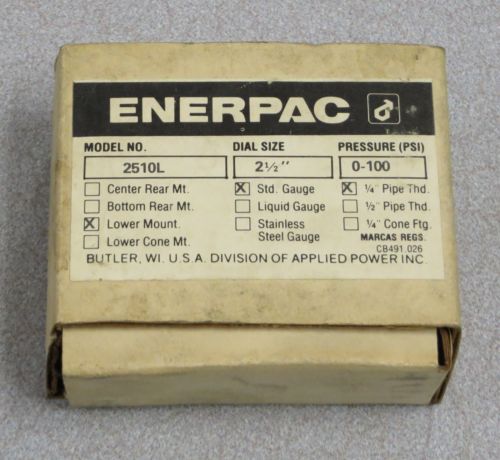 ENERPAC
MODEL NO. DIAL SIZE PRESSURE (PSI)
2510L 2½" 0-100
Center Rear Mt. X Std. Gauge X ¼" Pipe Thd.
Bottom Rear Mt. Liquid Gauge ½" Pipe Thd.
X Lower Mount. Stainless ¼" Cone Ftg.
Lower Cone Mt. Steel Gauge MARCAS REGS.
CB491 026
BUTLER, WI. U.S.A. DIVISION OF APPLIED POWER INC.